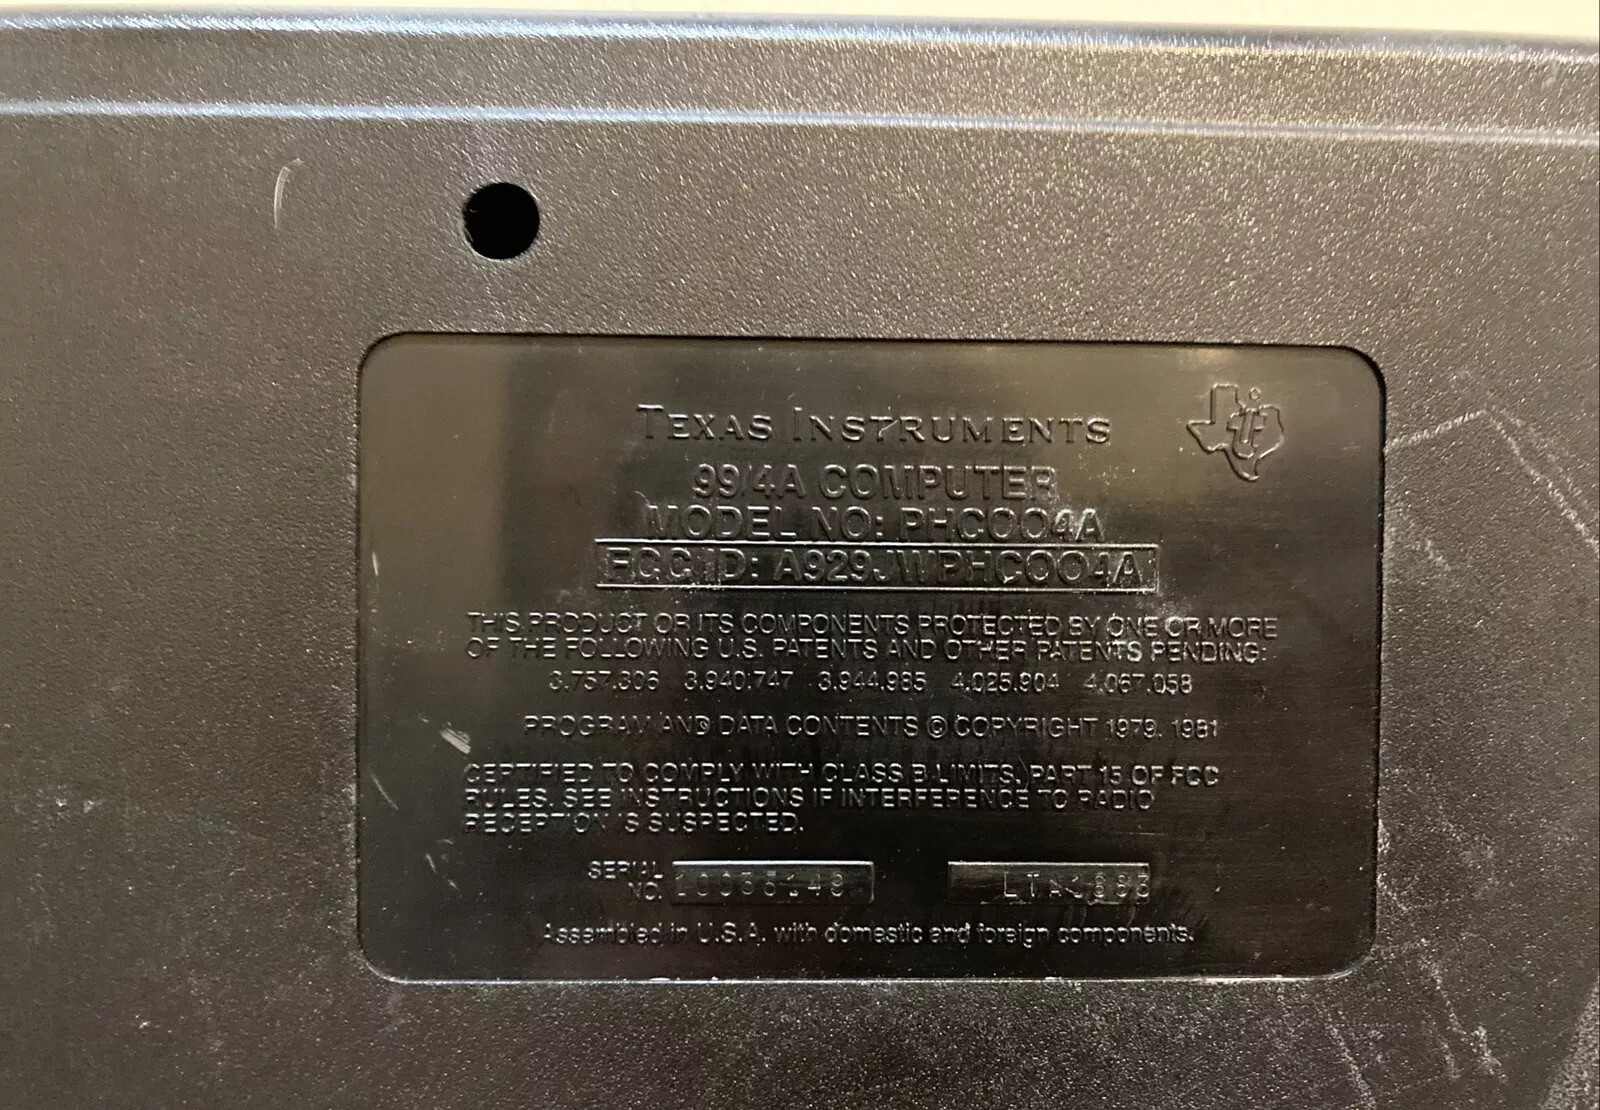 TEXAS INSTRUMENTS
99/4A COMPUTER
MODEL NO: PHC004A
FCC ID: A929JWPHC004A
THIS PRODUCT OR ITS COMPONENTS PROTECTED BY ONE OR MORE
OF THE FOLLOWING U.S. PATENTS AND OTHER PATENTS PENDING:
3,757,306 3,940,747 3,944,985 4,025,904 4,067,058
PROGRAM AND DATA CONTENTS © COPYRIGHT 1979, 1981
CERTIFIED TO COMPLY WITH CLASS B LIMITS, PART 15 OF FCC
RULES. SEE INSTRUCTIONS IF INTERFERENCE TO RADIO
RECEPTION IS SUSPECTED.
SERIAL
NO.
Assembled in U.S.A. with domestic and foreign components.